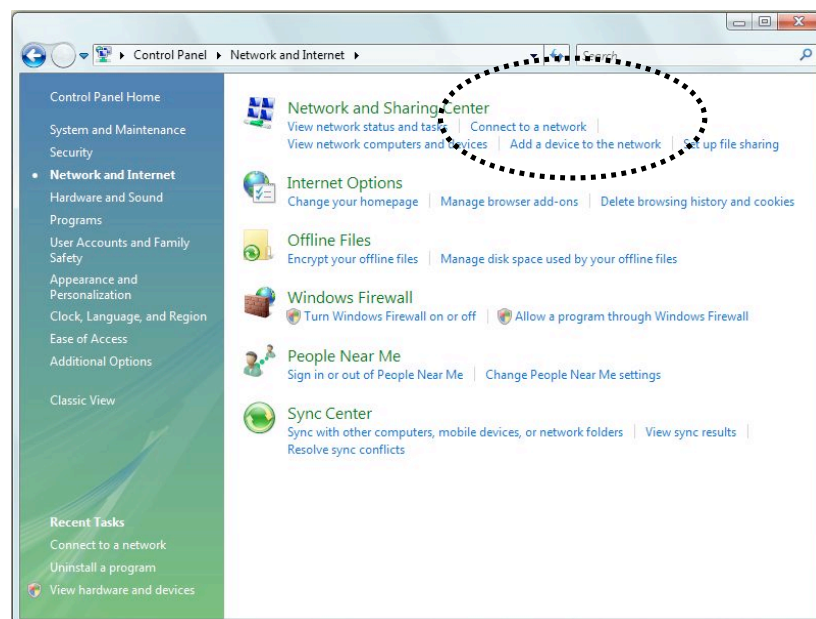 Control Panel Network and Internet Search
Control Panel Home
System and Maintenance
Security
Network and Internet
Hardware and Sound
Programs
User Accounts and Family
Safety
Appearance and
Personalization
Clock, Language, and Region
Ease of Access
Additional Options
Classic View
Recent Tasks
Connect to a network
Uninstall a program
View hardware and devices
Network and Sharing Center
View network status and tasks Connect to a network
View network computers and devices Add a device to the network Set up file sharing
Internet Options
Change your homepage Manage browser add-ons Delete browsing history and cookies
Offline Files
Encrypt your offline files Manage disk space used by your offline files
Windows Firewall
Turn Windows Firewall on or off Allow a program through Windows Firewall
People Near Me
Sign in or out of People Near Me Change People Near Me settings
Sync Center
Sync with other computers, mobile devices, or network folders View sync results
Resolve sync conflicts